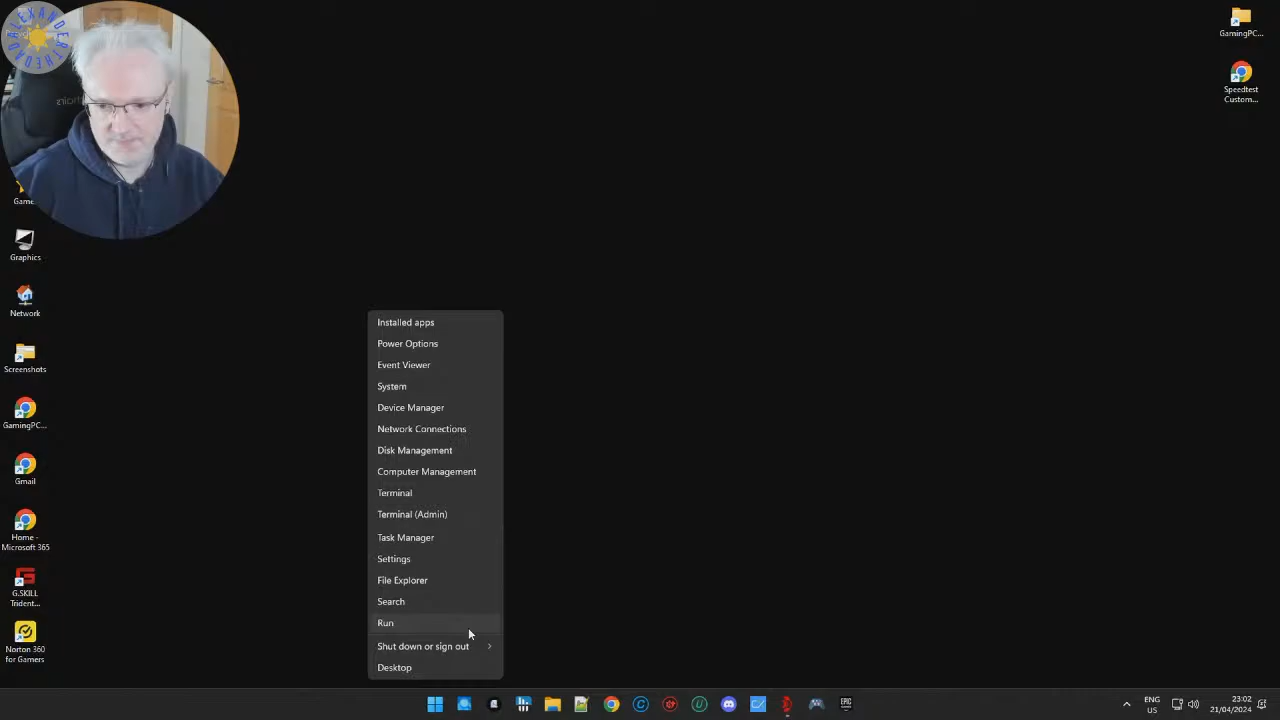 ALEXANDERTHEDAD
Game
Graphics
Network
Screenshots
GamingPC...
Gmail
Home -
Microsoft 365
G.SKILL
Trident...
Norton 360
for Gamers
GamingPC...
Speedtest
Custom...
Installed apps
Power Options
Event Viewer
System
Device Manager
Network Connections
Disk Management
Computer Management
Terminal
Terminal (Admin)
Task Manager
Settings
File Explorer
Search
Run
Shut down or sign out
Desktop
EPIC
ENG
US
23:02
21/04/2024